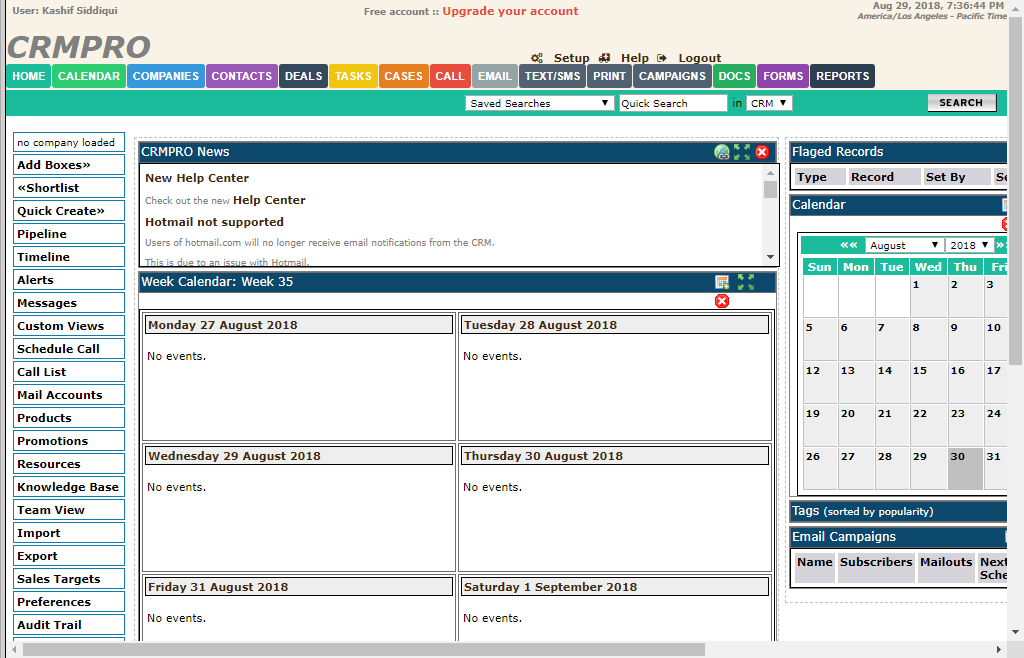 User: Kashif Siddiqui
Free account :: Upgrade your account
Aug 29, 2018, 7:36:44 PM
America/Los Angeles - Pacific Time
CRMPRO
Setup Help Logout
HOME CALENDAR COMPANIES CONTACTS DEALS TASKS CASES CALL EMAIL TEXT/SMS PRINT CAMPAIGNS DOCS FORMS REPORTS
Saved Searches Quick Search in CRM SEARCH
no company loaded
Add Boxes»
«Shortlist
Quick Create»
Pipeline
Timeline
Alerts
Messages
Custom Views
Schedule Call
Call List
Mail Accounts
Products
Promotions
Resources
Knowledge Base
Team View
Import
Export
Sales Targets
Preferences
Audit Trail
CRMPRO News
New Help Center
Check out the new Help Center
Hotmail not supported
Users of hotmail.com will no longer receive email notifications from the CRM.
This is due to an issue with Hotmail.
Week Calendar: Week 35
Monday 27 August 2018
No events.
Tuesday 28 August 2018
No events.
Wednesday 29 August 2018
No events.
Thursday 30 August 2018
No events.
Friday 31 August 2018
No events.
Saturday 1 September 2018
No events.
Flaged Records
Type Record Set By Se
Calendar
«« August 2018 »
Sun Mon Tue Wed Thu Fri
1 2 3
5 6 7 8 9 10
12 13 14 15 16 17
19 20 21 22 23 24
26 27 28 29 30 31
Tags (sorted by popularity)
Email Campaigns
Name Subscribers Mailouts Next
Sche